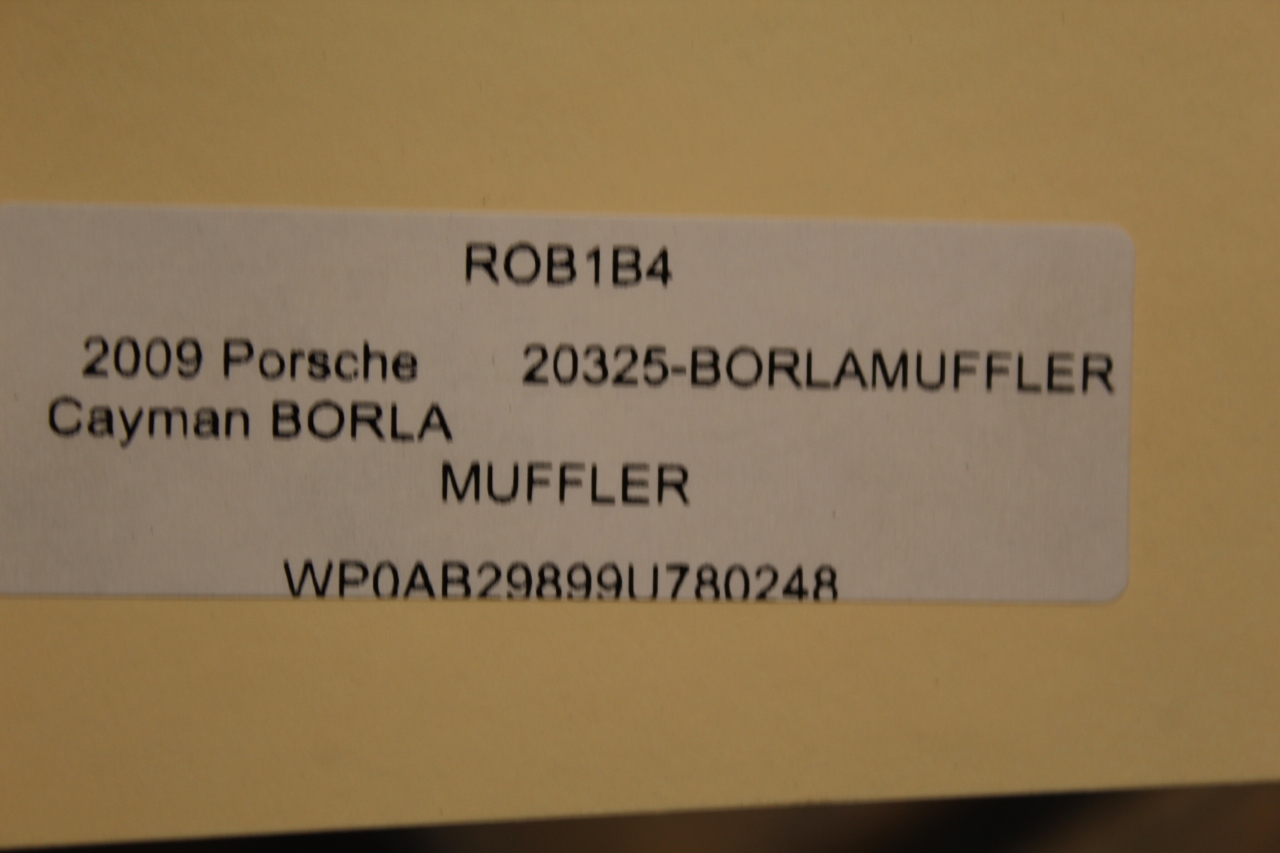 ROB1B4
2009 Porsche 20325-BORLAMUFFLER
Cayman BORLA
MUFFLER
WP0AB29899U780248